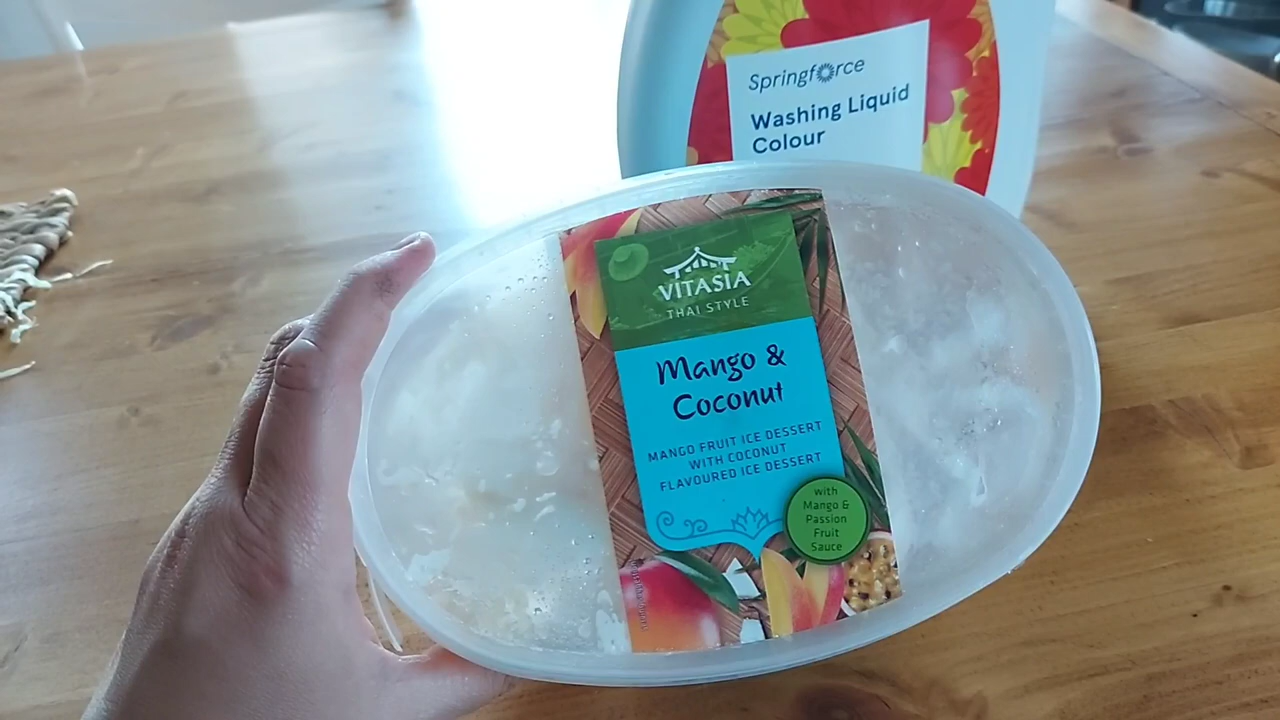 Springforce
Washing Liquid
Colour
VITASIA
THAI STYLE
Mango &
Coconut
MANGO FRUIT ICE DESSERT
WITH COCONUT
FLAVOURED ICE DESSERT
with
Mango &
Passion
Fruit
Sauce